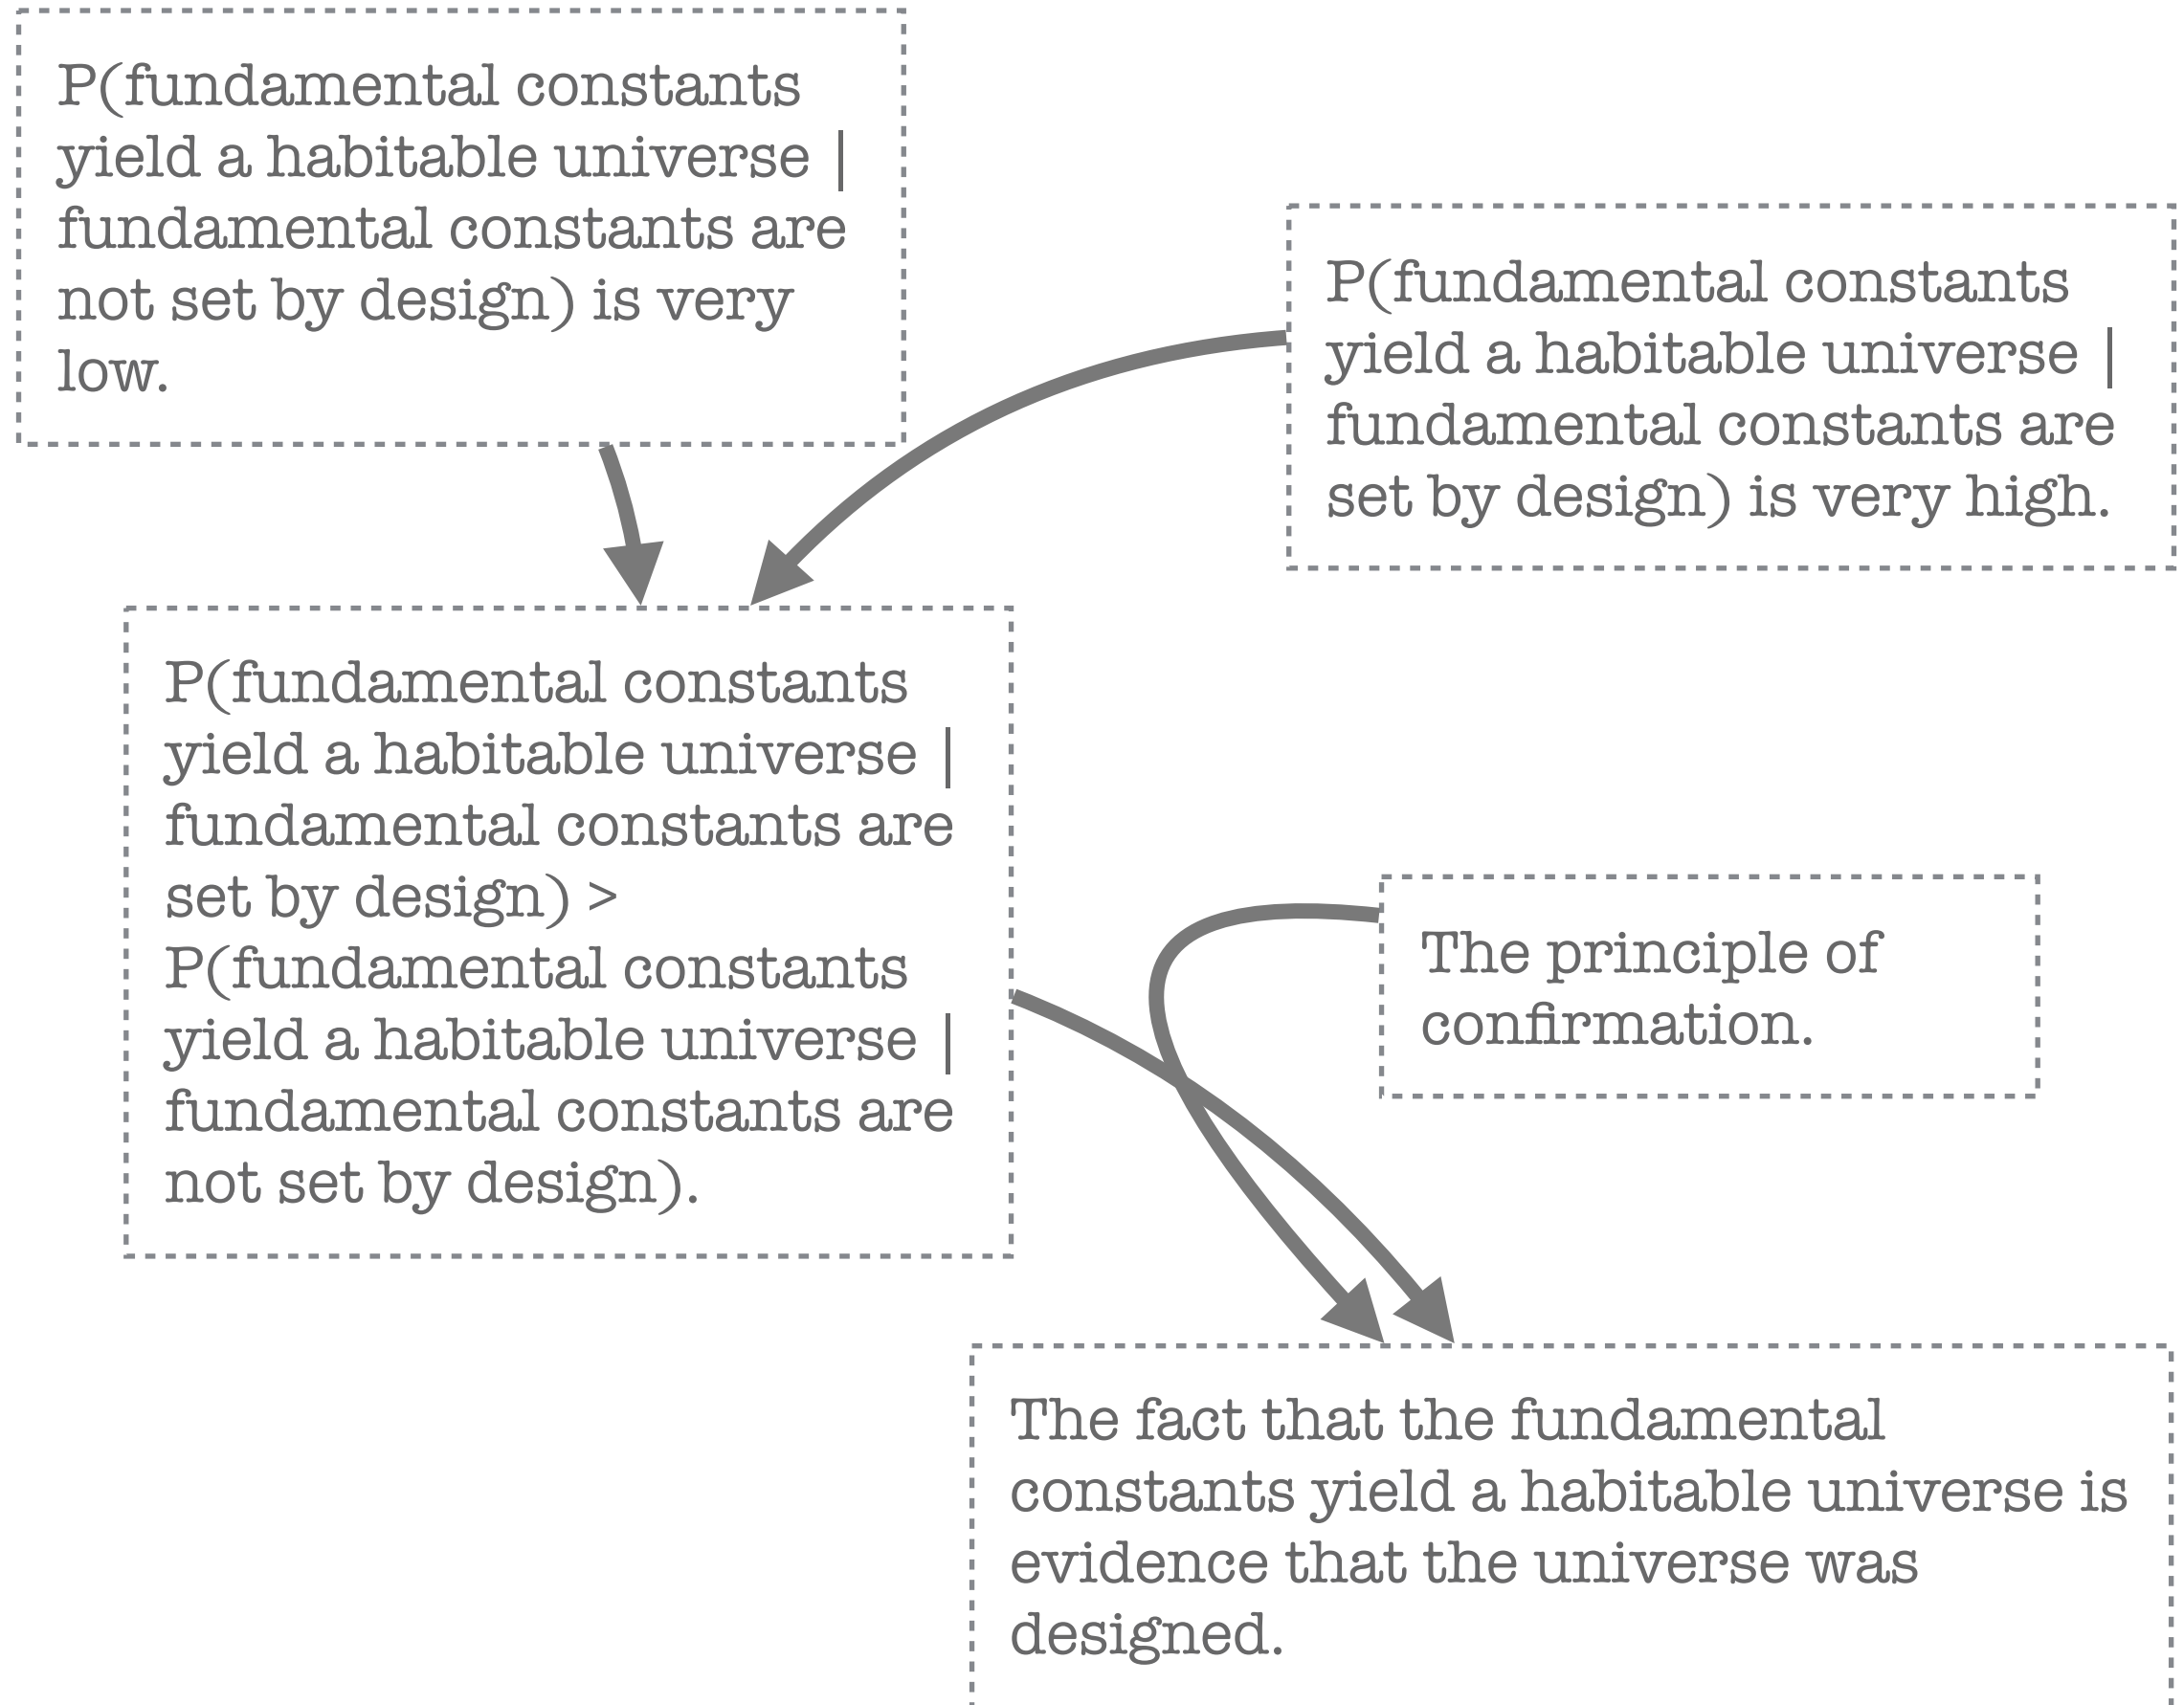 P(fundamental constants
yield a habitable universe |
fundamental constants are
not set by design) is very
low.
P(fundamental constants
yield a habitable universe |
fundamental constants are
set by design) is very high.
P(fundamental constants
yield a habitable universe |
fundamental constants are
set by design) >
P(fundamental constants
yield a habitable universe |
fundamental constants are
not set by design).
The principle of
confirmation.
The fact that the fundamental
constants yield a habitable universe is
evidence that the universe was
designed.